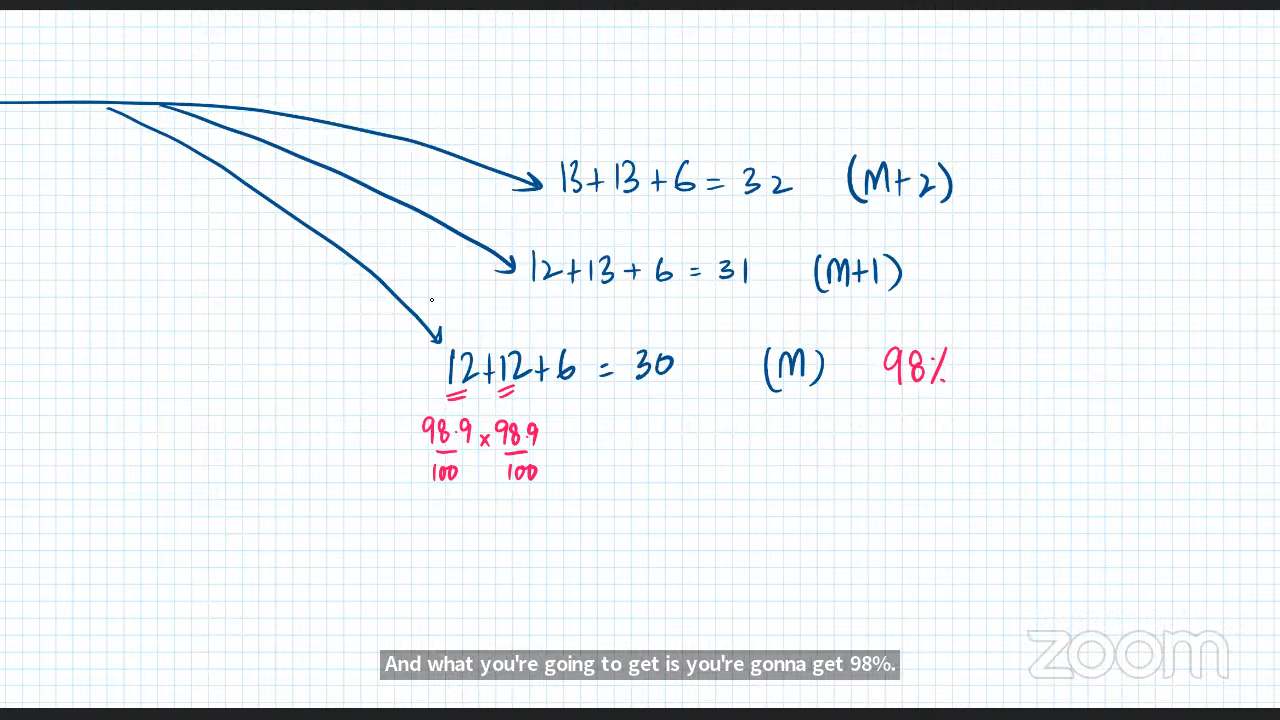 13+13+6 = 32 (M+2)
12+13+6 = 31 (M+1)
12+12+6 = 30 (M) 98%
98.9 × 98.9
100 100
zoom
And what you're going to get is you're gonna get 98%.